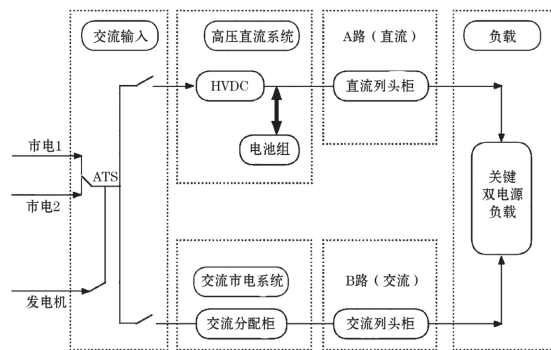 交流输入
高压直流系统
A路（直流）
负载
HVDC
直流列头柜
电池组
市电1
ATS
市电2
关键
双电源
负载
发电机
交流市电系统
B路（交流）
交流分配柜
交流列头柜